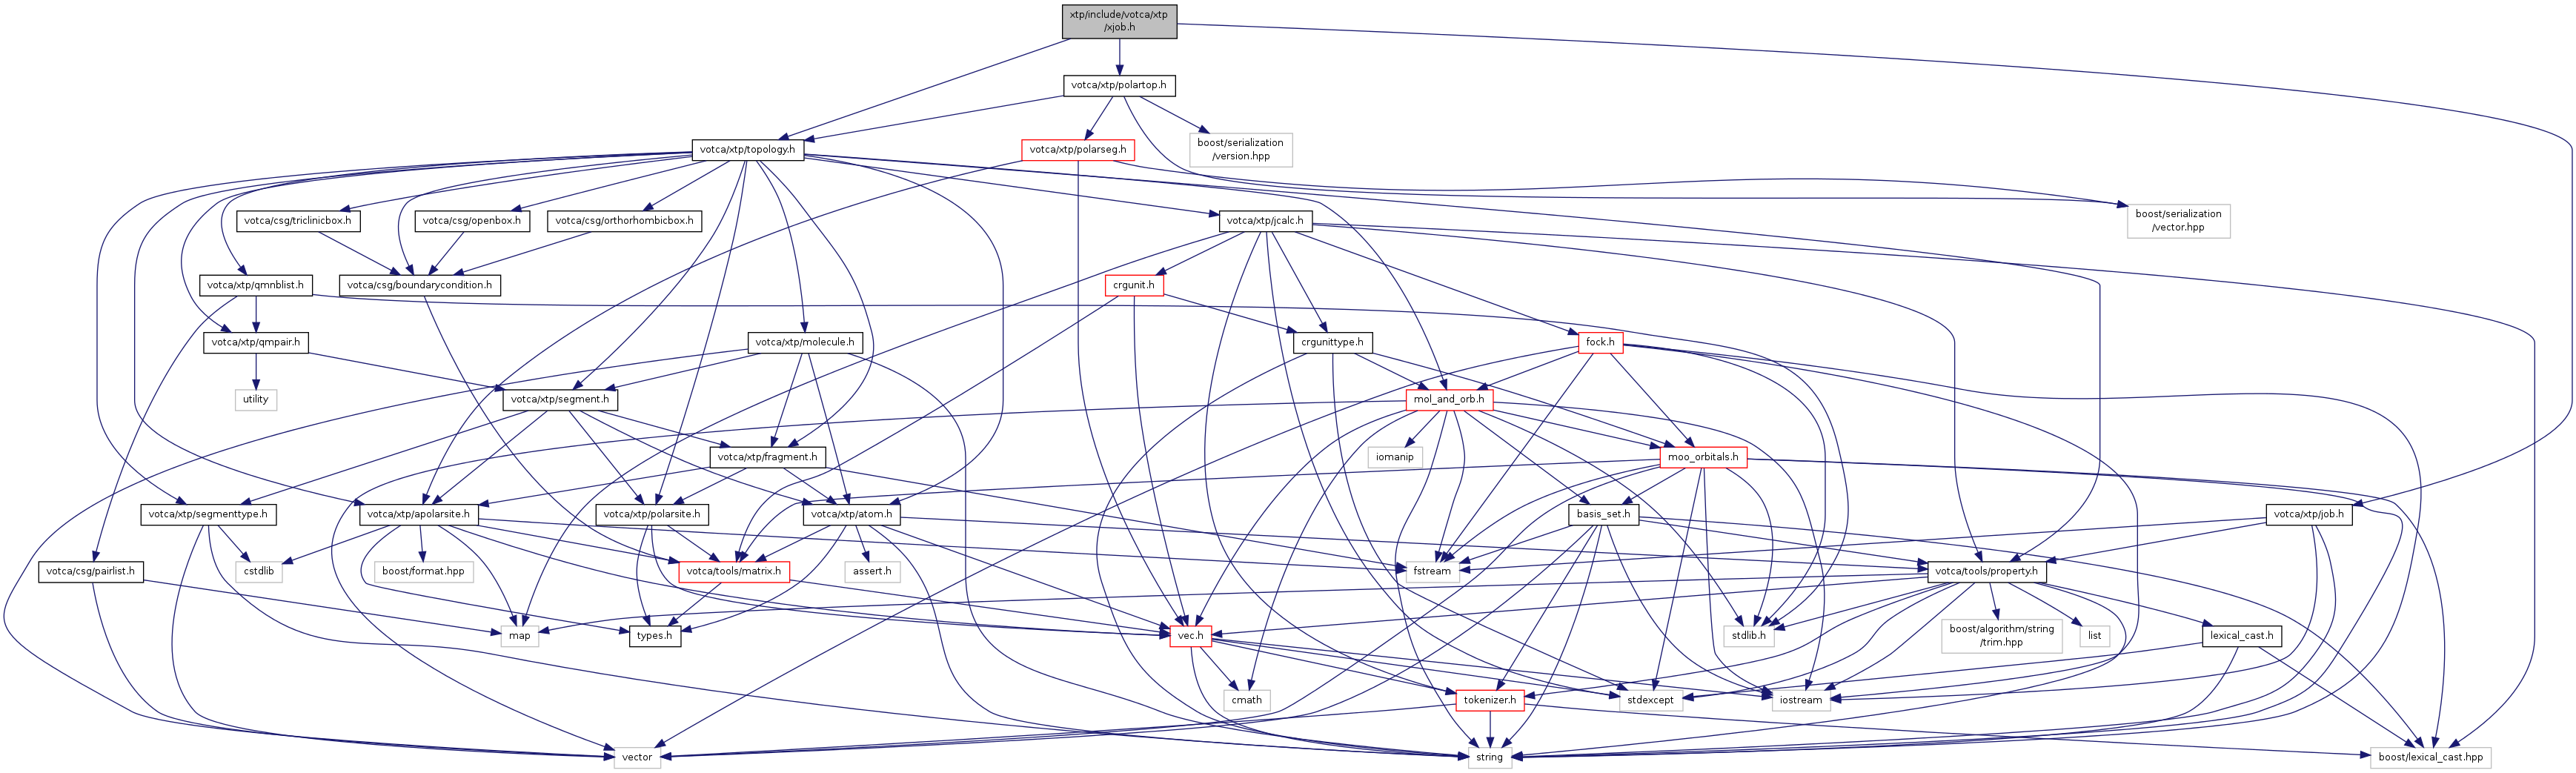 xtp/include/votca/xtp
/xjob.h
votca/xtp/polartop.h
votca/xtp/topology.h
votca/xtp/polarseg.h
boost/serialization
/version.hpp
votca/csg/triclinicbox.h
votca/csg/openbox.h
votca/csg/orthorhombicbox.h
votca/xtp/jcalc.h
boost/serialization
/vector.hpp
votca/xtp/qmnblist.h
votca/csg/boundarycondition.h
crgunit.h
votca/xtp/qmpair.h
votca/xtp/molecule.h
crgunittype.h
fock.h
utility
votca/xtp/segment.h
mol_and_orb.h
votca/xtp/fragment.h
iomanip
moo_orbitals.h
votca/xtp/segmenttype.h
votca/xtp/apolarsite.h
votca/xtp/polarsite.h
votca/xtp/atom.h
basis_set.h
votca/xtp/job.h
votca/csg/pairlist.h
cstdlib
boost/format.hpp
votca/tools/matrix.h
assert.h
fstream
votca/tools/property.h
map
types.h
vec.h
stdlib.h
boost/algorithm/string
/trim.hpp
list
lexical_cast.h
cmath
tokenizer.h
stdexcept
iostream
vector
string
boost/lexical_cast.hpp